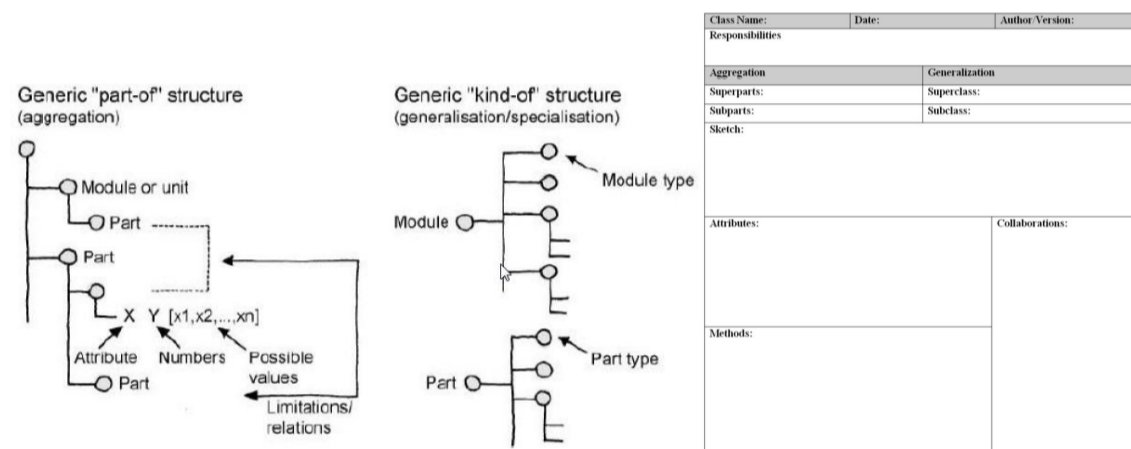 Generic "part-of" structure
(aggregation)
Module or unit
Part
Part
X Y [x1,x2,...,xn]
Attribute Numbers Possible
values
Part
Limitations/
relations
Generic "kind-of" structure
(generalisation/specialisation)
Module type
Module
Part type
Part
Class Name: Date: Author/Version:
Responsibilities
Aggregation Generalization
Superparts: Superclass:
Subparts: Subclass:
Sketch:
Attributes: Collaborations:
Methods: